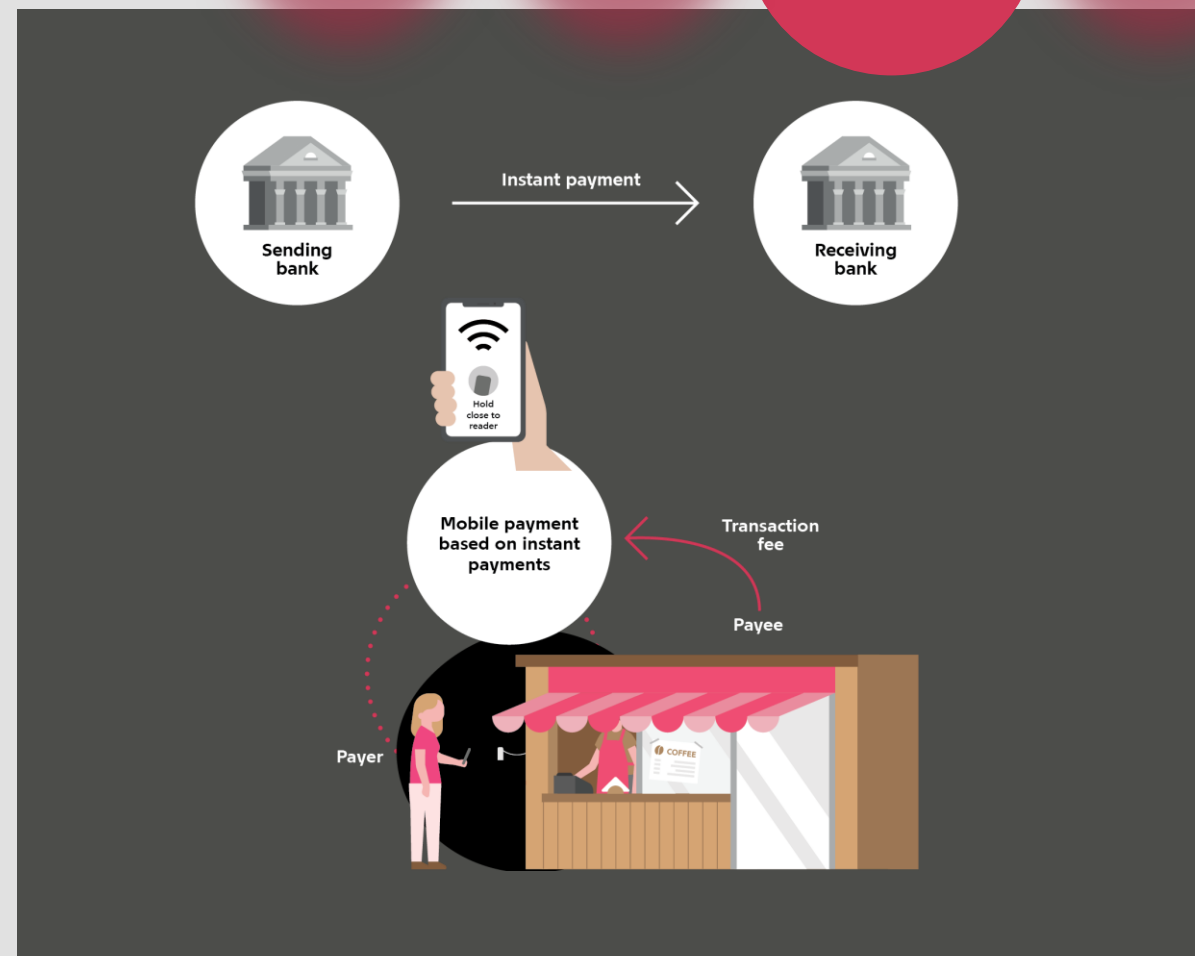 Instant payment
Sending
bank
Receiving
bank
Hold
close to
reader
Mobile payment
based on instant
payments
Transaction
fee
Payee
Payer
COFFEE